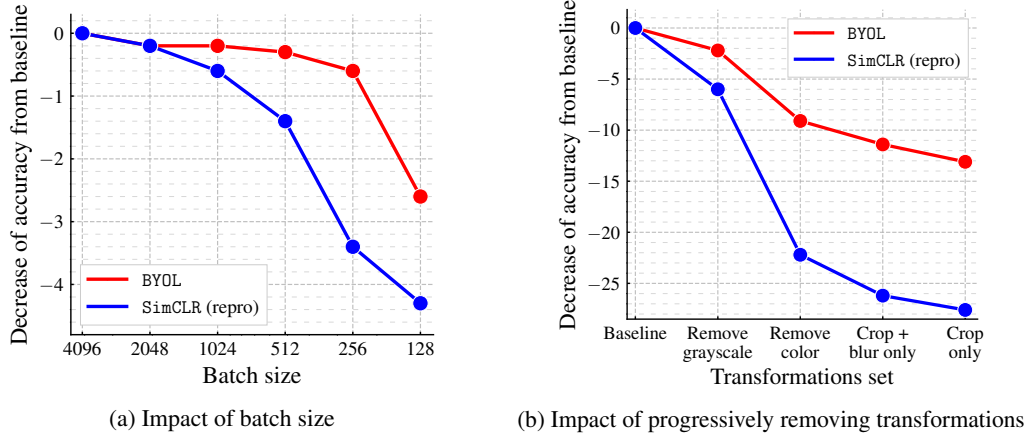 Decrease of accuracy from baseline
0
−1
−2
−3
−4
BYOL
SimCLR (repro)
4096
2048
1024
512
256
128
Batch size
(a) Impact of batch size
Decrease of accuracy from baseline
0
−5
−10
−15
−20
−25
BYOL
SimCLR (repro)
Baseline
Remove
grayscale
Remove
color
Crop +
blur only
Crop
only
Transformations set
(b) Impact of progressively removing transformations